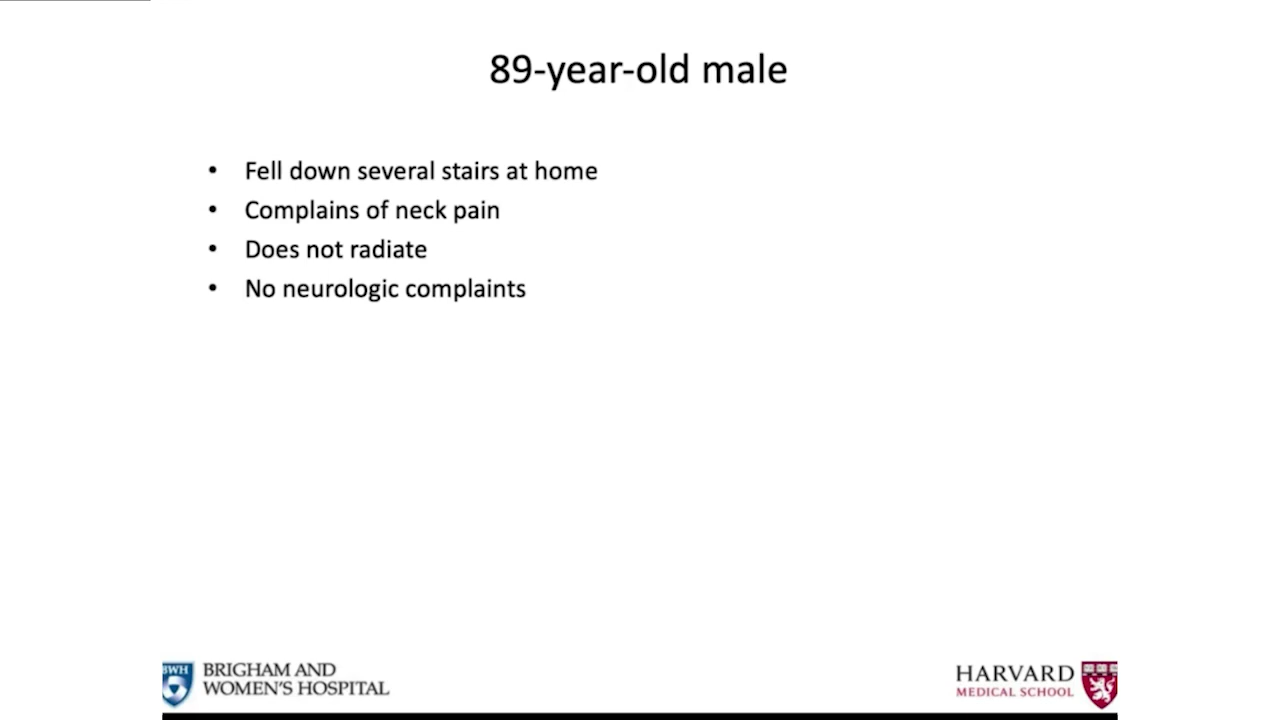 89-year-old male
• Fell down several stairs at home
• Complains of neck pain
• Does not radiate
• No neurologic complaints
BWH
BRIGHAM AND
WOMEN'S HOSPITAL
HARVARD
MEDICAL SCHOOL